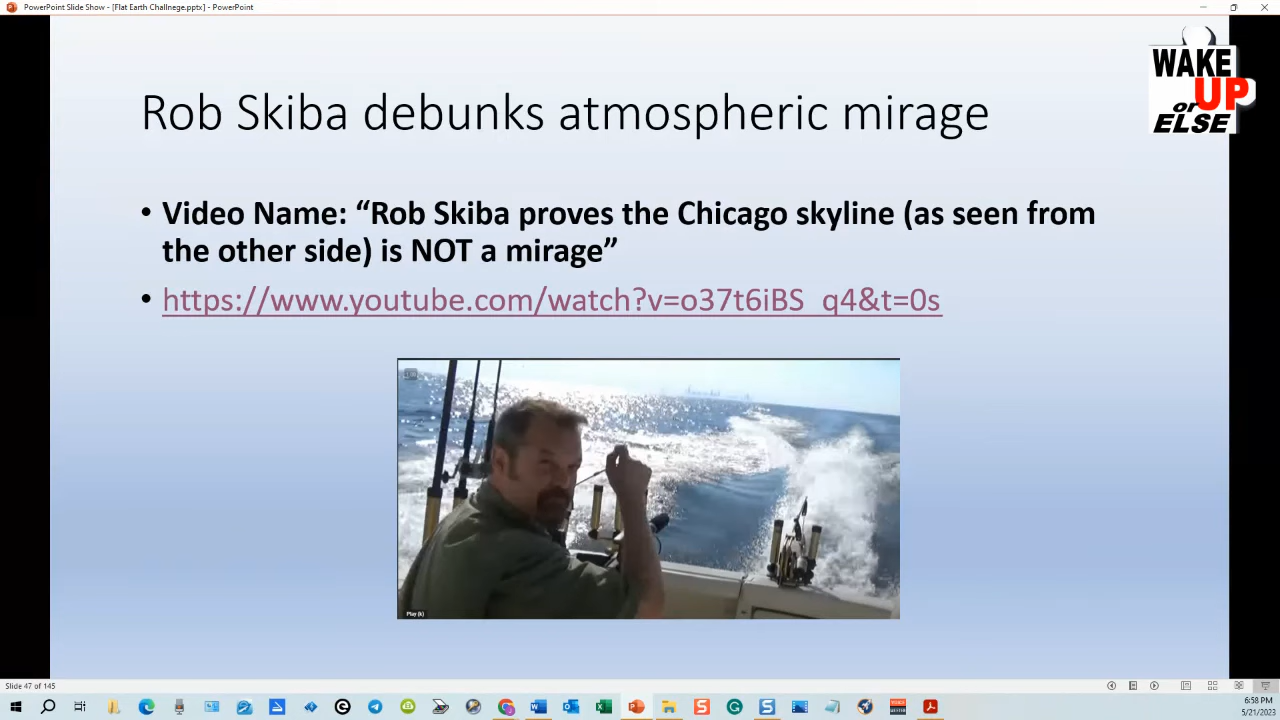 PowerPoint Slide Show - [Flat Earth Challnege.pptx] - PowerPoint
WAKE
UP
or
ELSE
Rob Skiba debunks atmospheric mirage
• Video Name: “Rob Skiba proves the Chicago skyline (as seen from
the other side) is NOT a mirage”
• https://www.youtube.com/watch?v=o37t6iBS_q4&t=0s
Play (k)
Slide 47 of 145
6:58 PM
5/21/2023